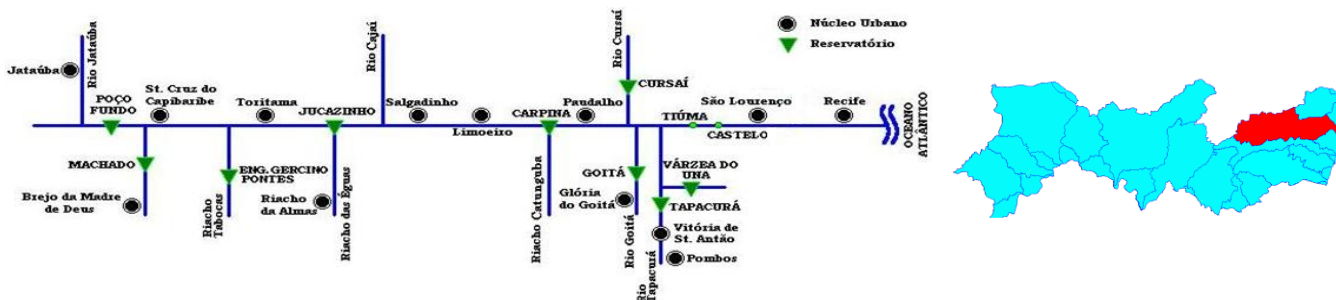 Núcleo Urbano
Reservatório
Rio Jataúba
Rio Cajaí
Rio Cursaí
Jataúba
CURSAÍ
POÇO
FUNDO
St. Cruz do
Capibaribe
Toritama
JUCAZINHO
Salgadinho
Limoeiro
CARPINA
Paudalho
TIÚMA
São Lourenço
CASTELO
Recife
OCEANO
ATLÂNTICO
MACHADO
ENG. GERCINO
PONTES
GOITÁ
VÁRZEA DO
UNA
Brejo da Madre
de Deus
Riacho
Tabocas
Riacho
da Almas
Riacho das Éguas
Riacho Catunguba
Glória
do Goitá
Rio Goitá
TAPACURÁ
Vitória de
St. Antão
Pombos
Rio
Tapacurá